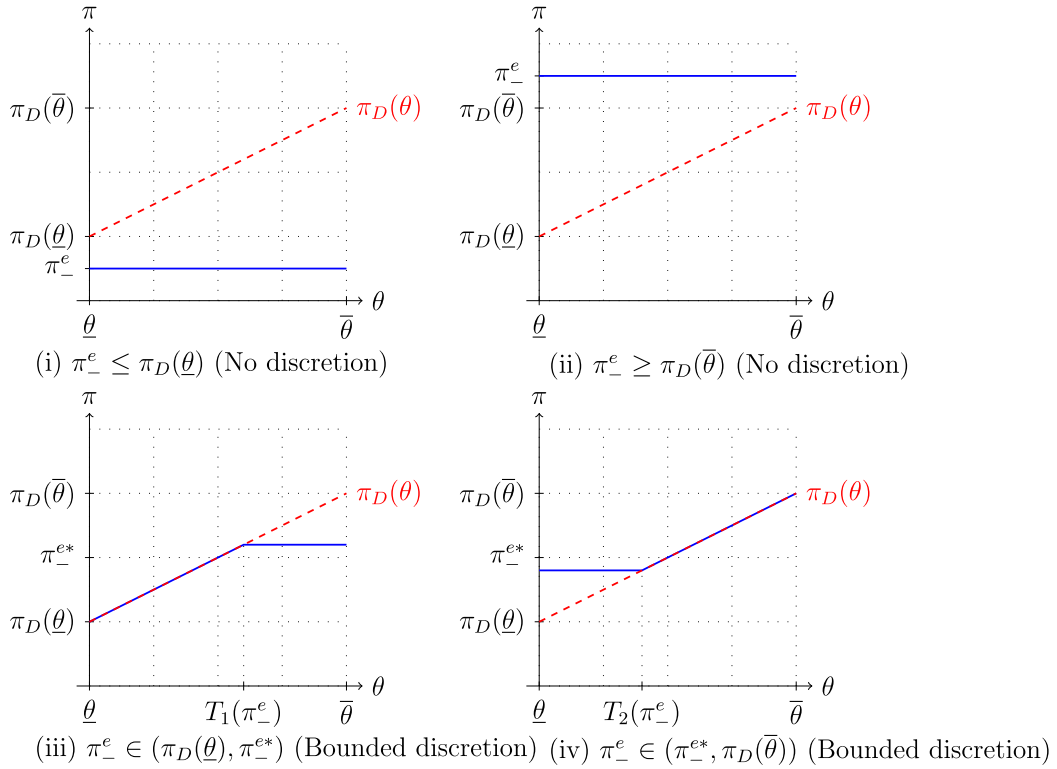 π
π
π_D(θ̅)
π_D(θ)
π_D(θ̲)
π^e_−
θ
θ̲
θ̅
π^e_−
π_D(θ̅)
π_D(θ)
π_D(θ̲)
θ
θ̲
θ̅
(i) π^e_− ≤ π_D(θ̲) (No discretion)
(ii) π^e_− ≥ π_D(θ̅) (No discretion)
π
π
π_D(θ̅)
π_D(θ)
π^{e*}_−
π_D(θ̲)
θ
θ̲
T_1(π^e_−)
θ̅
π_D(θ̅)
π_D(θ)
π^{e*}_−
π_D(θ̲)
θ
θ̲
T_2(π^e_−)
θ̅
(iii) π^e_− ∈ (π_D(θ̲), π^{e*}_−) (Bounded discretion)
(iv) π^e_− ∈ (π^{e*}_−, π_D(θ̅)) (Bounded discretion)